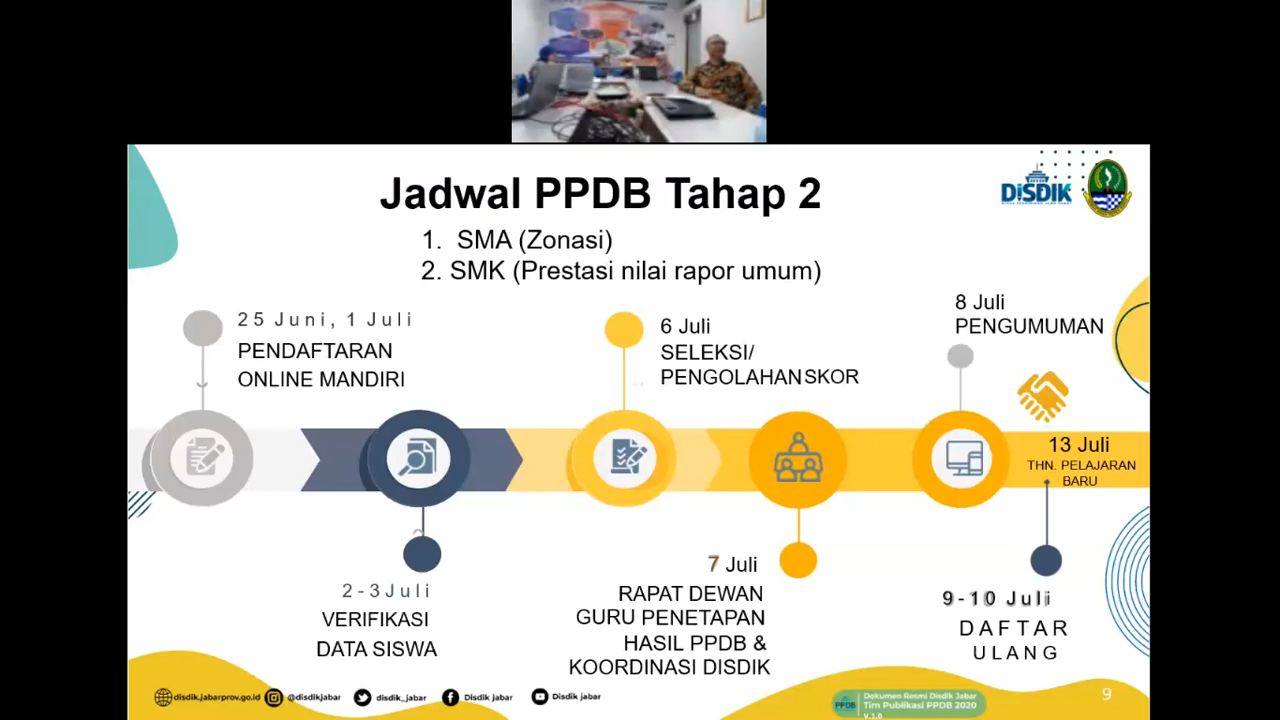 Jadwal PPDB Tahap 2
DISDIK
1. SMA (Zonasi)
2. SMK (Prestasi nilai rapor umum)
25 Juni, 1 Juli
PENDAFTARAN
ONLINE MANDIRI
6 Juli
SELEKSI/
PENGOLAHAN SKOR
8 Juli
PENGUMUMAN
13 Juli
THN. PELAJARAN
BARU
2-3 Juli
VERIFIKASI
DATA SISWA
7 Juli
RAPAT DEWAN
GURU PENETAPAN
HASIL PPDB &
KOORDINASI DISDIK
9-10 Juli
DAFTAR
ULANG
disdik.jabarprov.go.id
@disdikjabar
disdik_jabar
Disdik jabar
Disdik jabar
PPDB
Dokumen Resmi Disdik Jabar
Tim Publikasi PPDB 2020
V.1.0
9